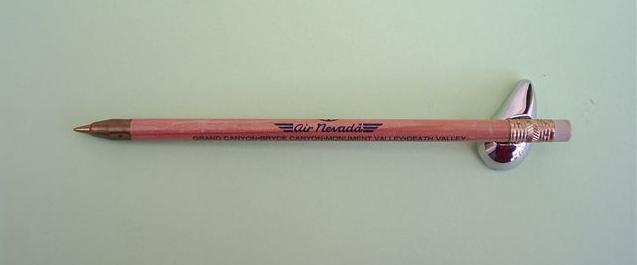 air nevada
GRAND CANYON•BRYCE CANYON•MONUMENT VALLEY•DEATH VALLEY